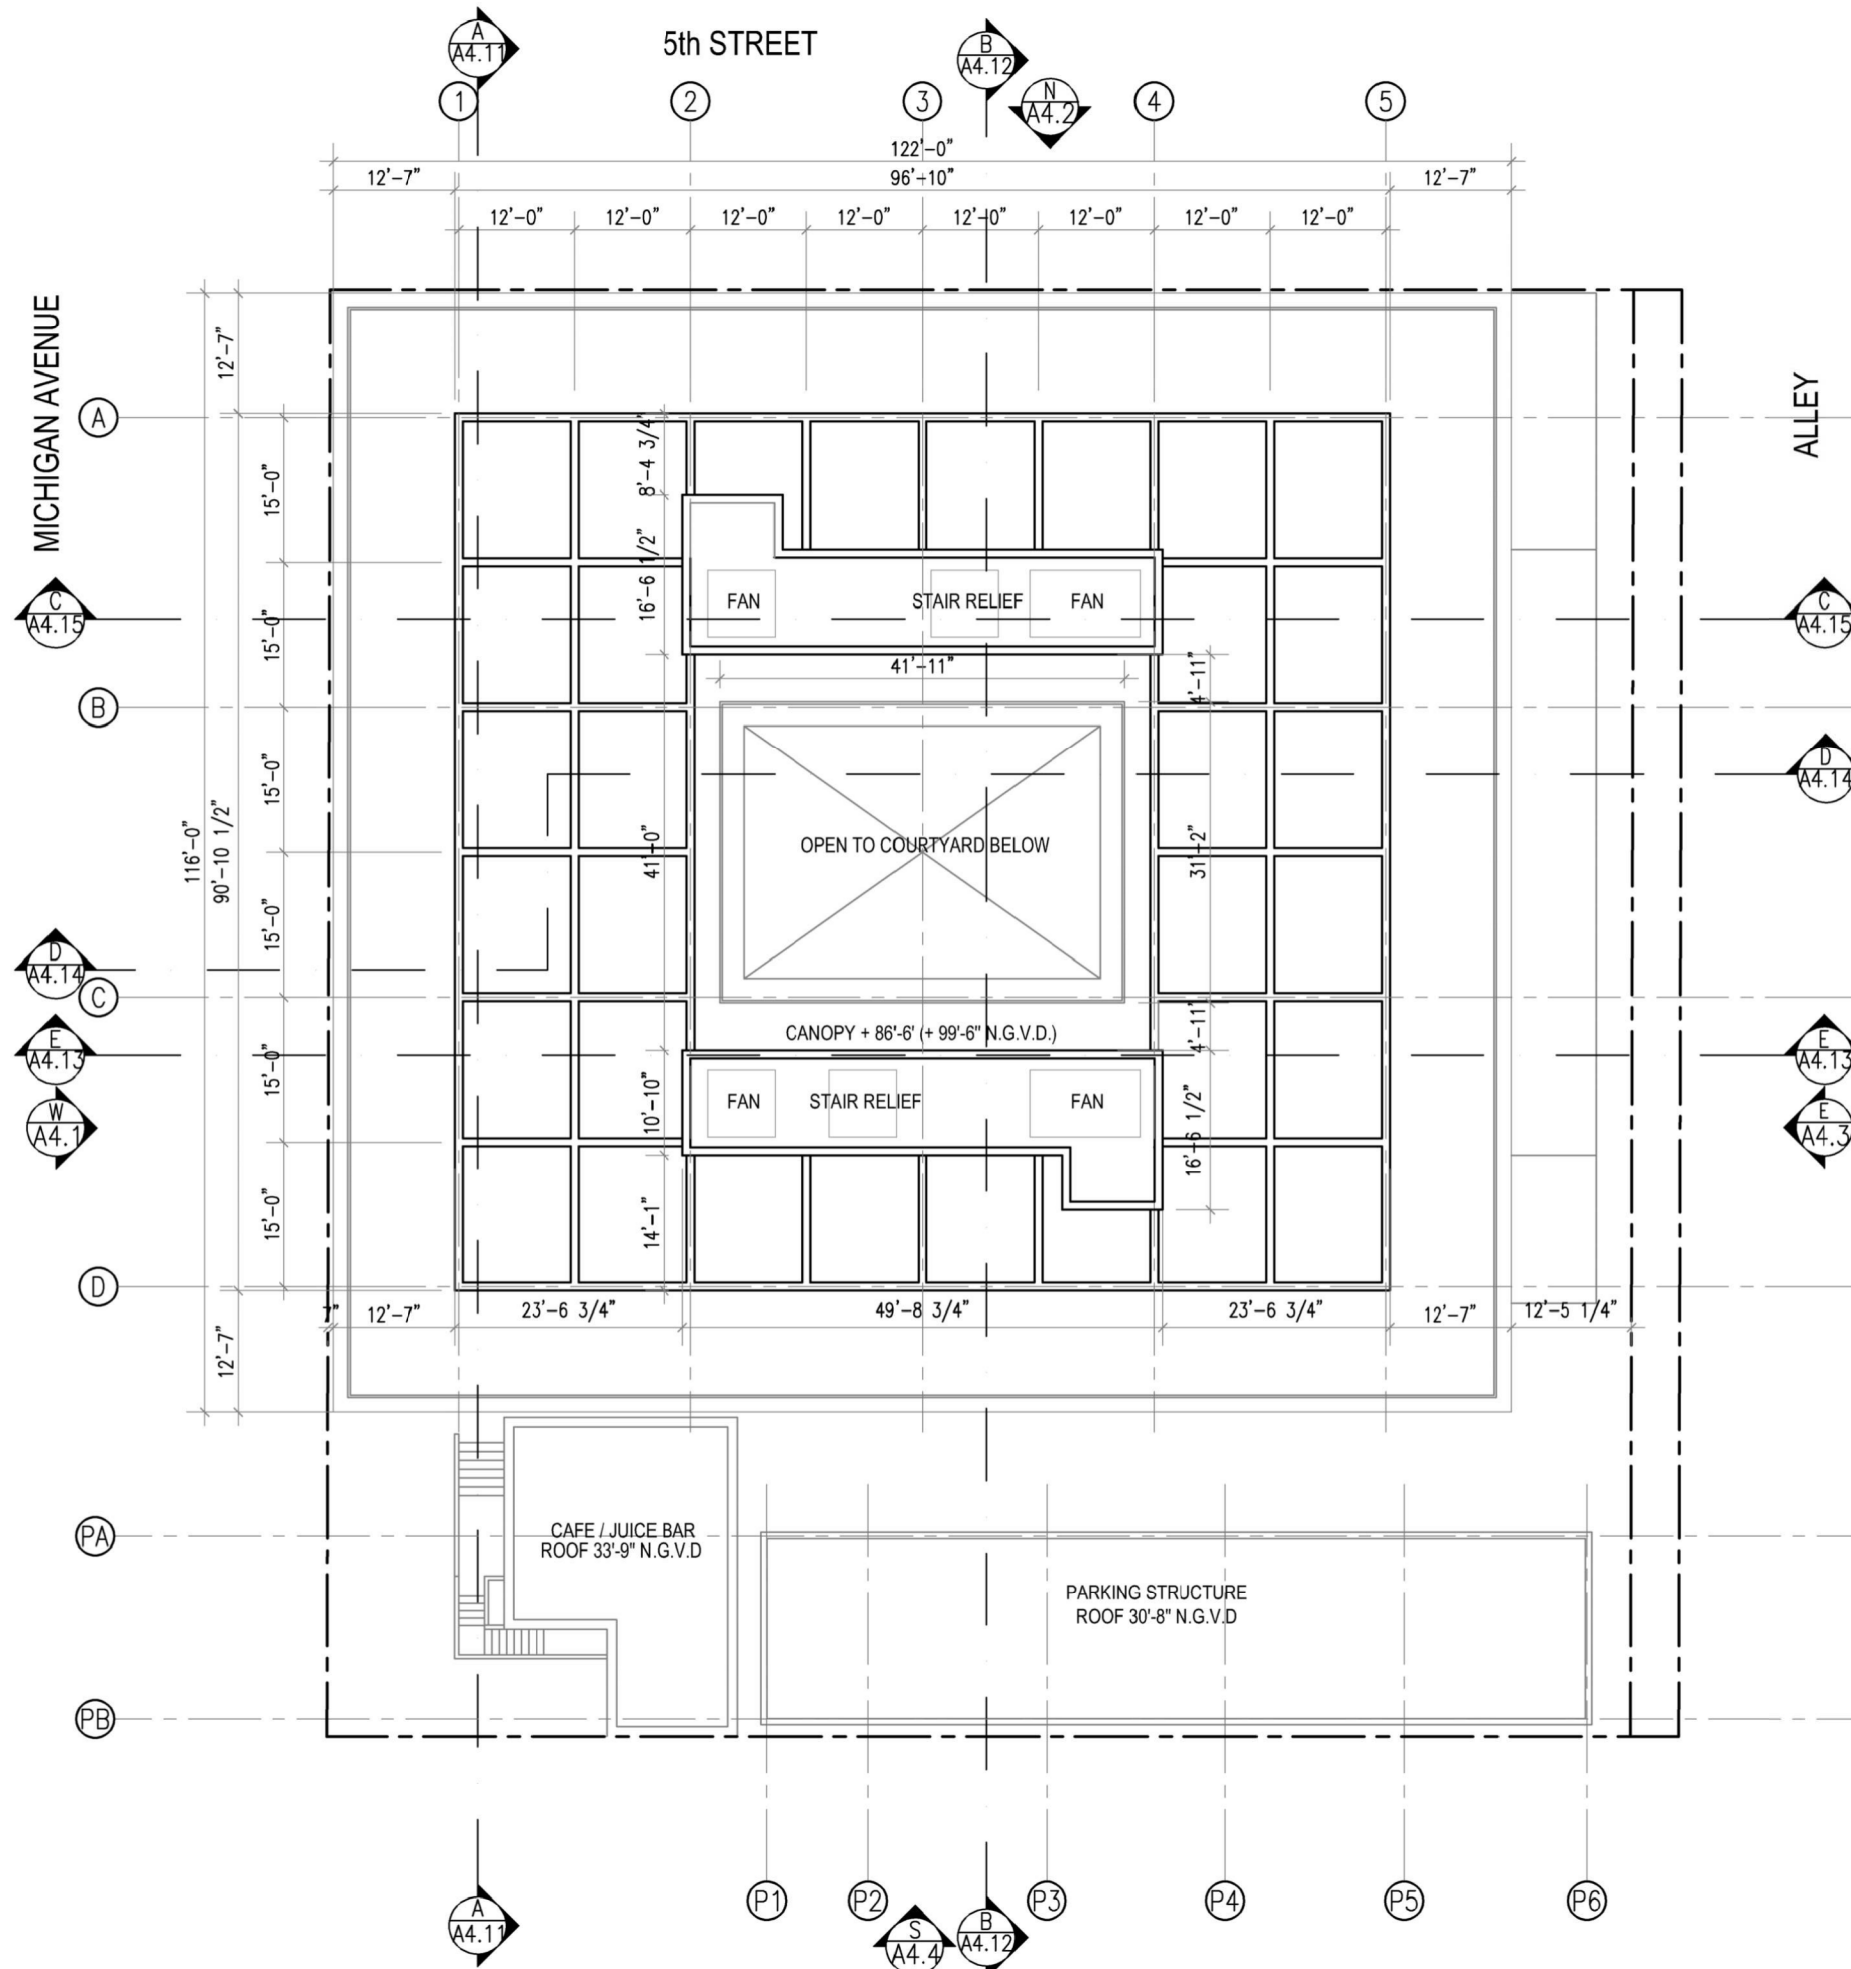 A
A4.11
5th STREET
B
A4.12
N
A4.2
1
2
3
4
5
122'-0"
12'-7"
96'-10"
12'-7"
12'-0"
12'-0"
12'-0"
12'-0"
12'-0"
12'-0"
12'-0"
12'-0"
MICHIGAN AVENUE
ALLEY
12'-7"
A
8'-4 3/4"
15'-0"
16'-6 1/2"
C
A4.15
FAN
STAIR RELIEF
FAN
C
A4.15
15'-0"
41'-11"
4'-11"
B
15'-0"
D
A4.14
116'-0"
90'-10 1/2"
41'-0"
OPEN TO COURTYARD BELOW
31'-2"
15'-0"
D
A4.14
C
4'-11"
CANOPY + 86'-6' (+ 99'-6" N.G.V.D.)
E
A4.13
15'-0"
E
A4.13
W
A4.1
10'-10"
FAN
STAIR RELIEF
FAN
16'-6 1/2"
E
A4.3
15'-0"
14'-1"
D
7"
12'-7"
23'-6 3/4"
49'-8 3/4"
23'-6 3/4"
12'-7"
12'-5 1/4"
12'-7"
PA
CAFE / JUICE BAR
ROOF 33'-9" N.G.V.D
PARKING STRUCTURE
ROOF 30'-8" N.G.V.D
PB
P1
P2
P3
P4
P5
P6
A
A4.11
S
A4.4
B
A4.12